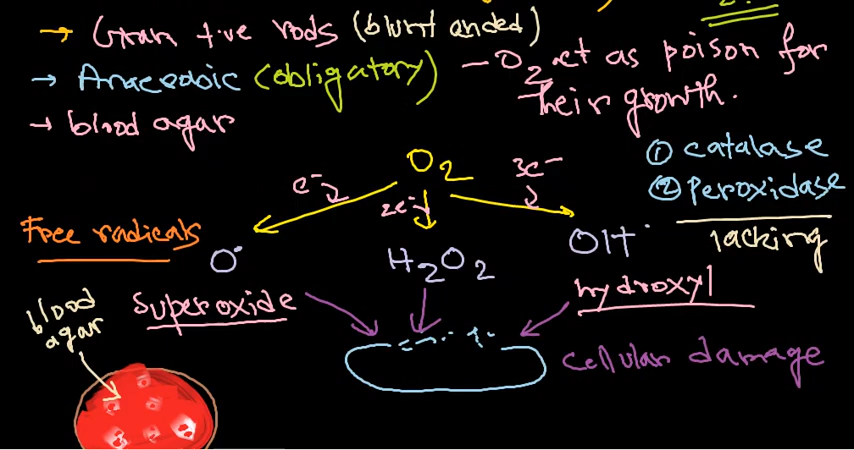 → Gram +ive rods (blunt ended)
→ Anaerobic (obligatory) — O2 act as poison for
their growth.
→ blood agar
① catalase
② Peroxidase
lacking
O2
e-
2e-
3e-
Free radicals
O•
H2O2
OH•
Superoxide
hydroxyl
blood
agar
Cellular damage